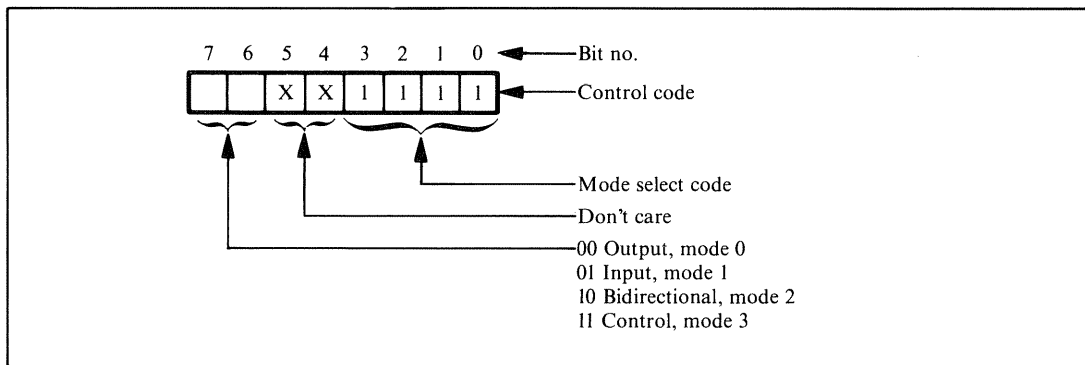 7 6 5 4 3 2 1 0 Bit no.
X X 1 1 1 1 Control code
Mode select code
Don't care
00 Output, mode 0
01 Input, mode 1
10 Bidirectional, mode 2
11 Control, mode 3